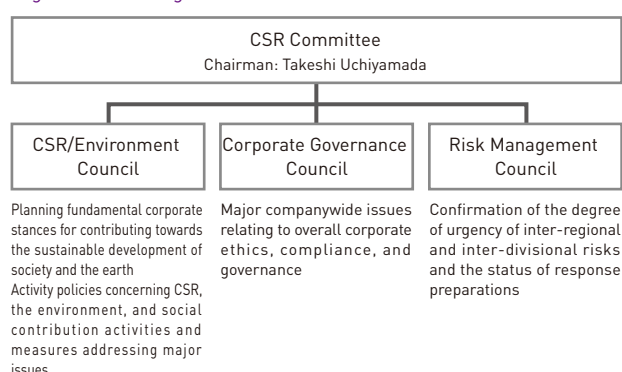 CSR Committee
Chairman: Takeshi Uchiyamada
CSR/Environment
Council
Planning fundamental corporate
stances for contributing towards
the sustainable development of
society and the earth
Activity policies concerning CSR,
the environment, and social
contribution activities and
measures addressing major
issues
Corporate Governance
Council
Major companywide issues
relating to overall corporate
ethics, compliance, and
governance
Risk Management
Council
Confirmation of the degree
of urgency of inter-regional
and inter-divisional risks
and the status of response
preparations